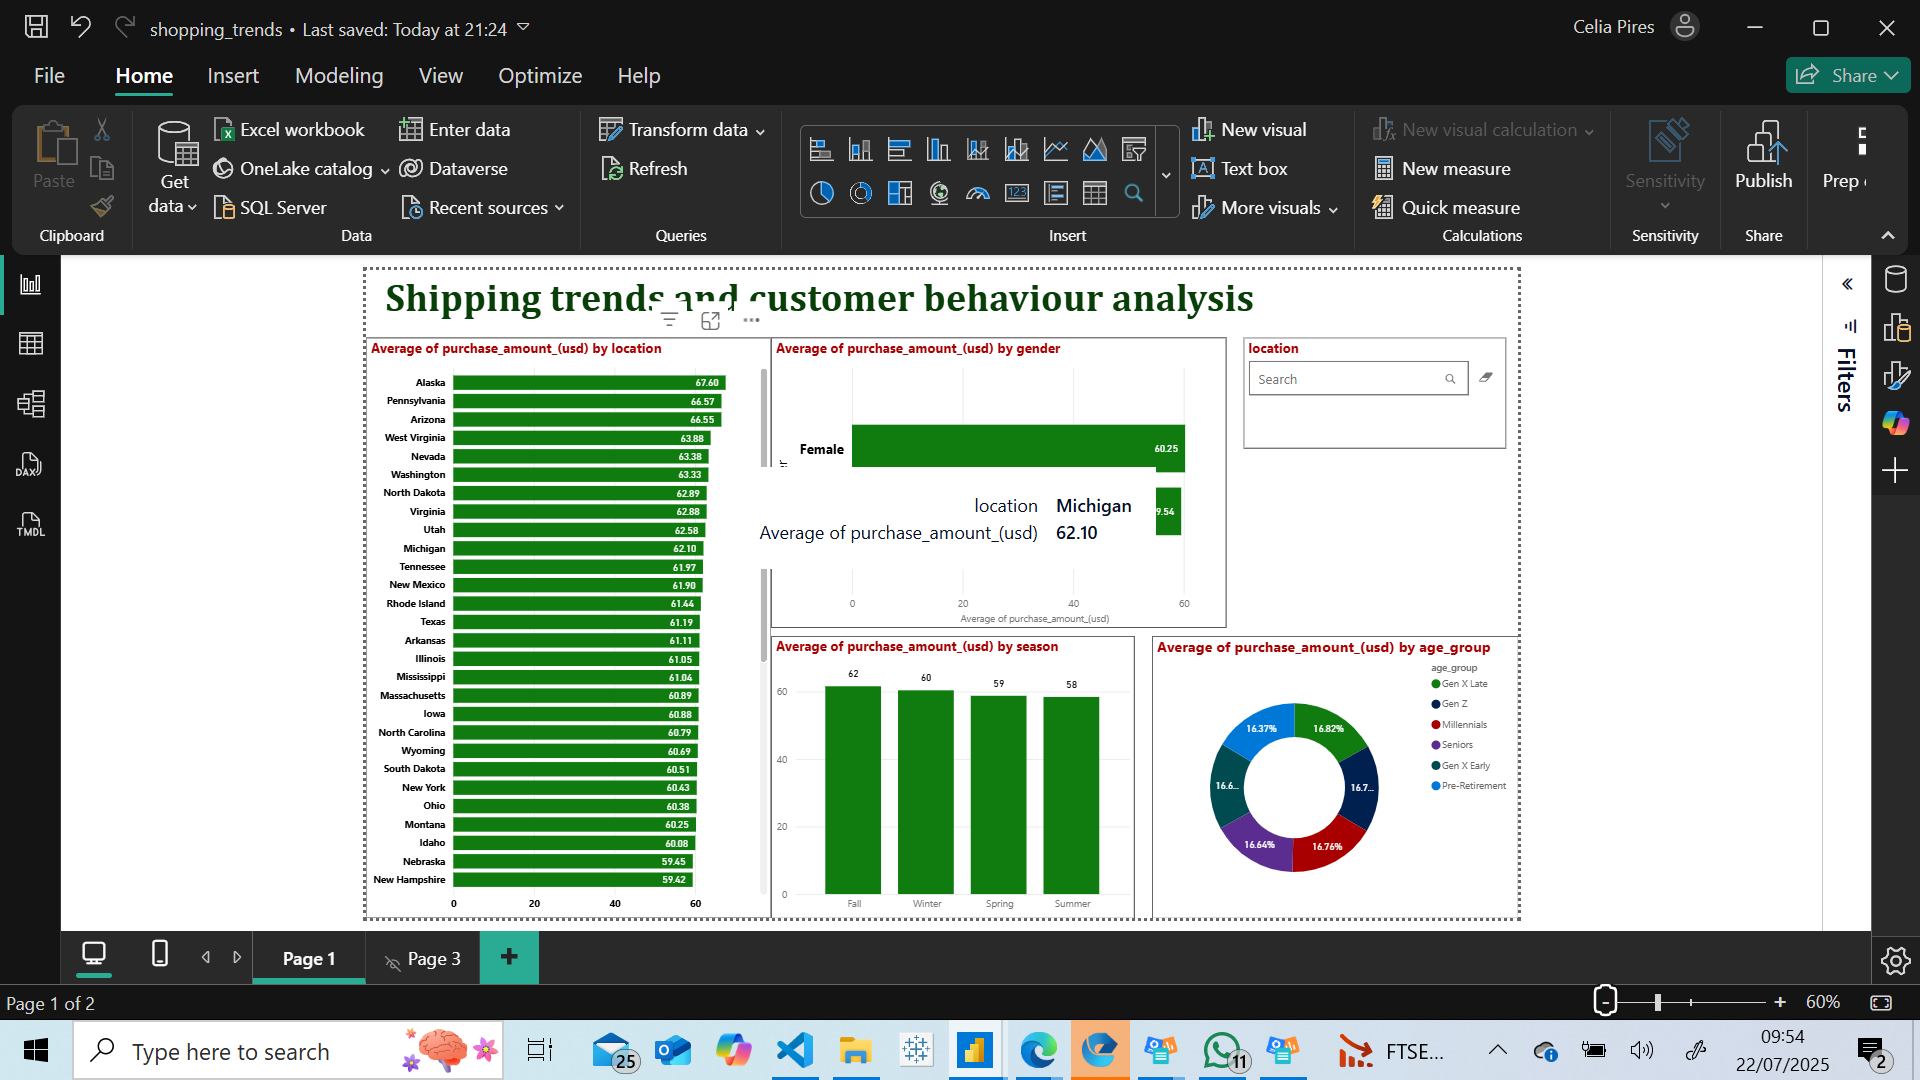 shopping_trends • Last saved: Today at 21:24
Celia Pires
File
Home
Insert
Modeling
View
Optimize
Help
Share
Paste
Clipboard
Get data
Excel workbook
OneLake catalog
SQL Server
Enter data
Dataverse
Recent sources
Data
Transform data
Refresh
Queries
123
Insert
New visual
Text box
More visuals
New visual calculation
New measure
Quick measure
Calculations
Sensitivity
Sensitivity
Publish
Share
Prep
DAX
TMDL
Shipping trends and customer behaviour analysis
Average of purchase_amount_(usd) by location
Alaska 67.60
Pennsylvania 66.57
Arizona 66.55
West Virginia 63.88
Nevada 63.38
Washington 63.33
North Dakota 62.89
Virginia 62.88
Utah 62.58
Michigan 62.10
Tennessee 61.97
New Mexico 61.90
Rhode Island 61.44
Texas 61.19
Arkansas 61.11
Illinois 61.05
Mississippi 61.04
Massachusetts 60.89
Iowa 60.88
North Carolina 60.79
Wyoming 60.69
South Dakota 60.51
New York 60.43
Ohio 60.38
Montana 60.25
Idaho 60.08
Nebraska 59.45
New Hampshire 59.42
0 20 40 60
Average of purchase_amount_(usd) by gender
Female 60.25
9.54
0 20 40 60
Average of purchase_amount_(usd)
location Michigan
Average of purchase_amount_(usd) 62.10
location
Search
Filters
Average of purchase_amount_(usd) by season
62 60 59 58
60
40
20
0
Fall Winter Spring Summer
Average of purchase_amount_(usd) by age_group
age_group
Gen X Late
Gen Z
Millennials
Seniors
Gen X Early
Pre-Retirement
16.37% 16.82%
16.6... 16.7...
16.64% 16.76%
Page 1
Page 3
Page 1 of 2
60%
Type here to search
25
11
FTSE...
09:54
22/07/2025
2